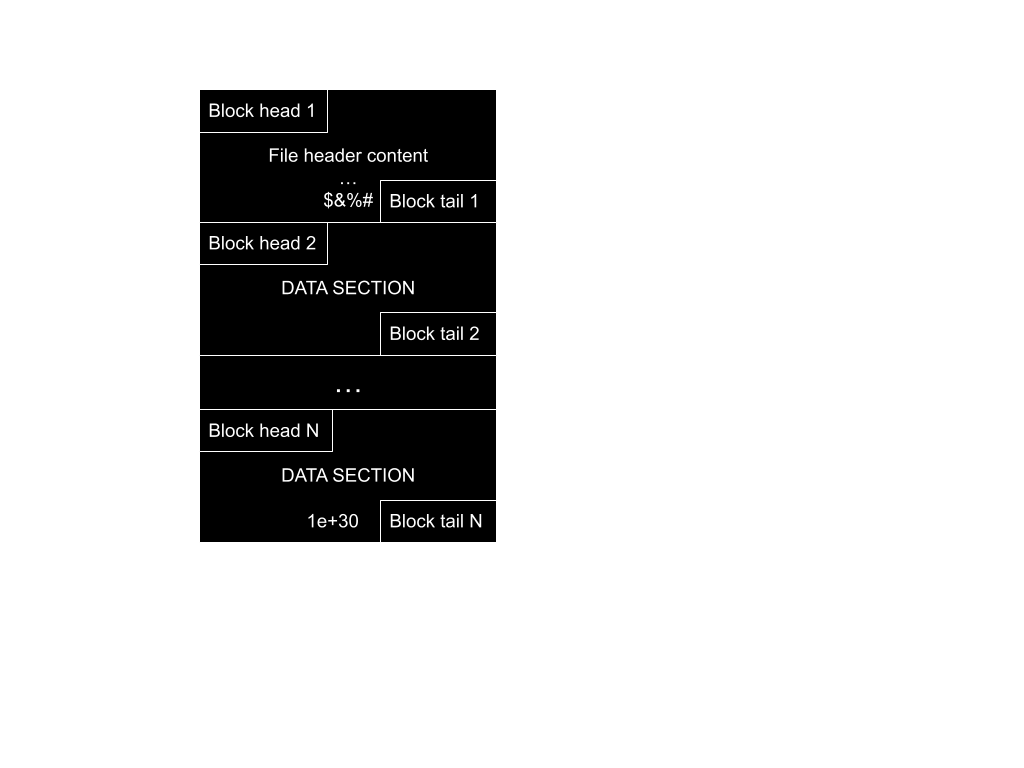 Block head 1
File header content
...
$&%#
Block tail 1
Block head 2
DATA SECTION
Block tail 2
...
Block head N
DATA SECTION
1e+30
Block tail N